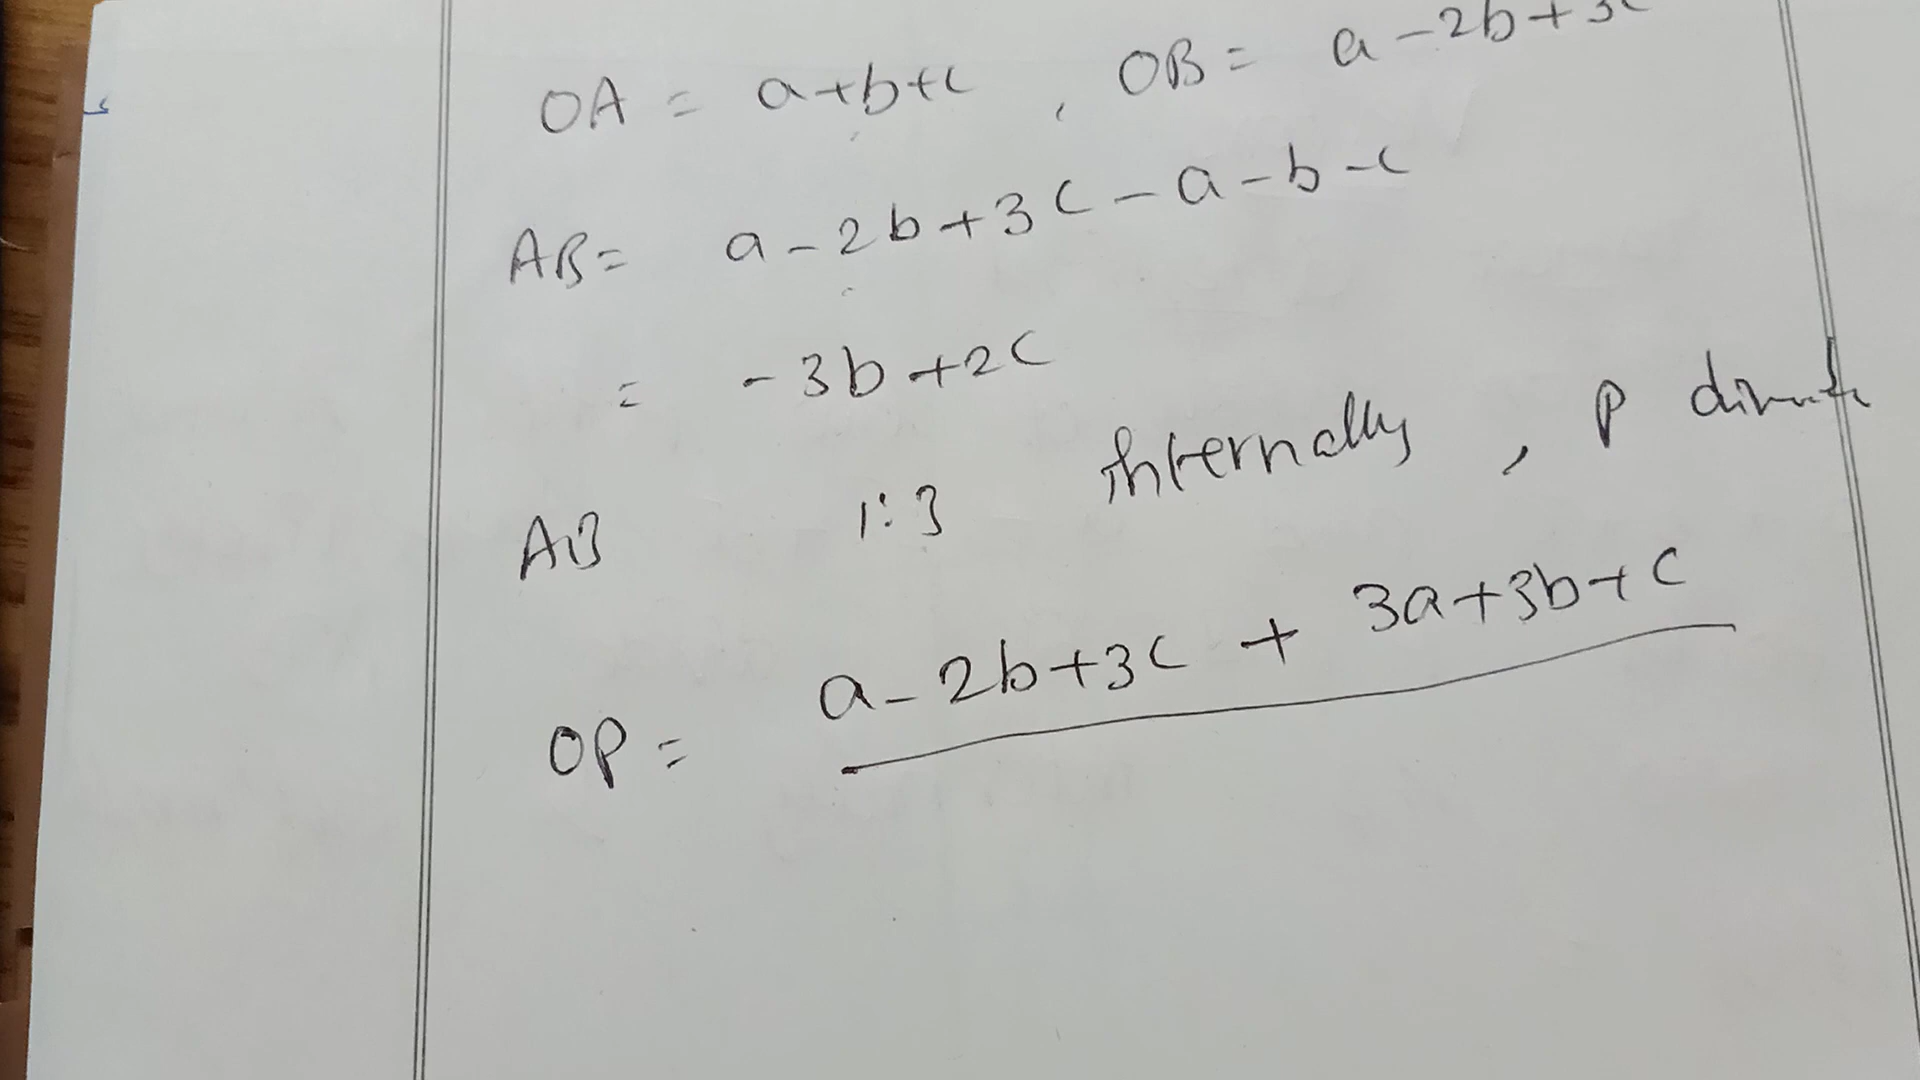 OA = a+b+c , OB = a-2b+3c
AB = a-2b+3c-a-b-c
= -3b+2c
AB 1:3 internally, P
OP = a-2b+3c + 3a+3b+c